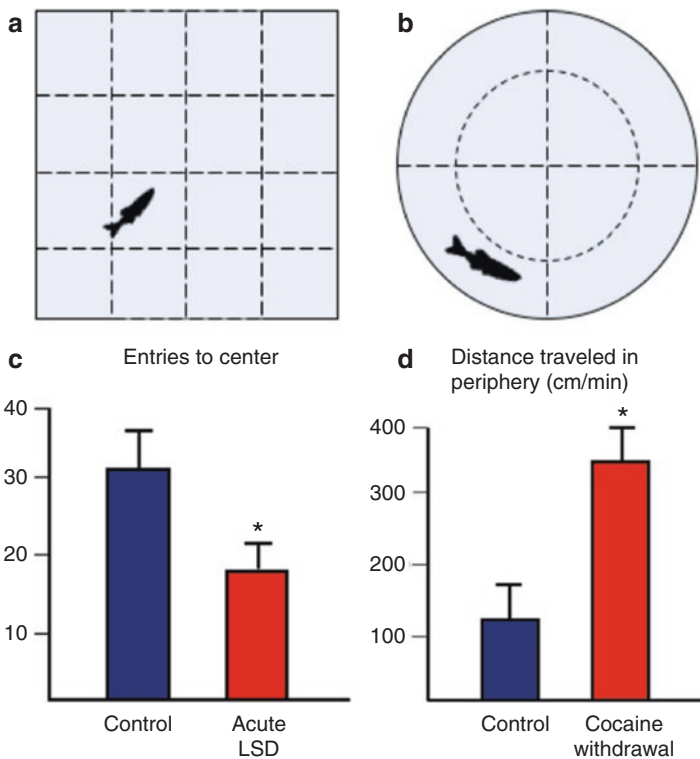 a
b
c
Entries to center
40
30
20
10
*
Control
Acute
LSD
d
Distance traveled in
periphery (cm/min)
400
300
200
100
*
Control
Cocaine
withdrawal